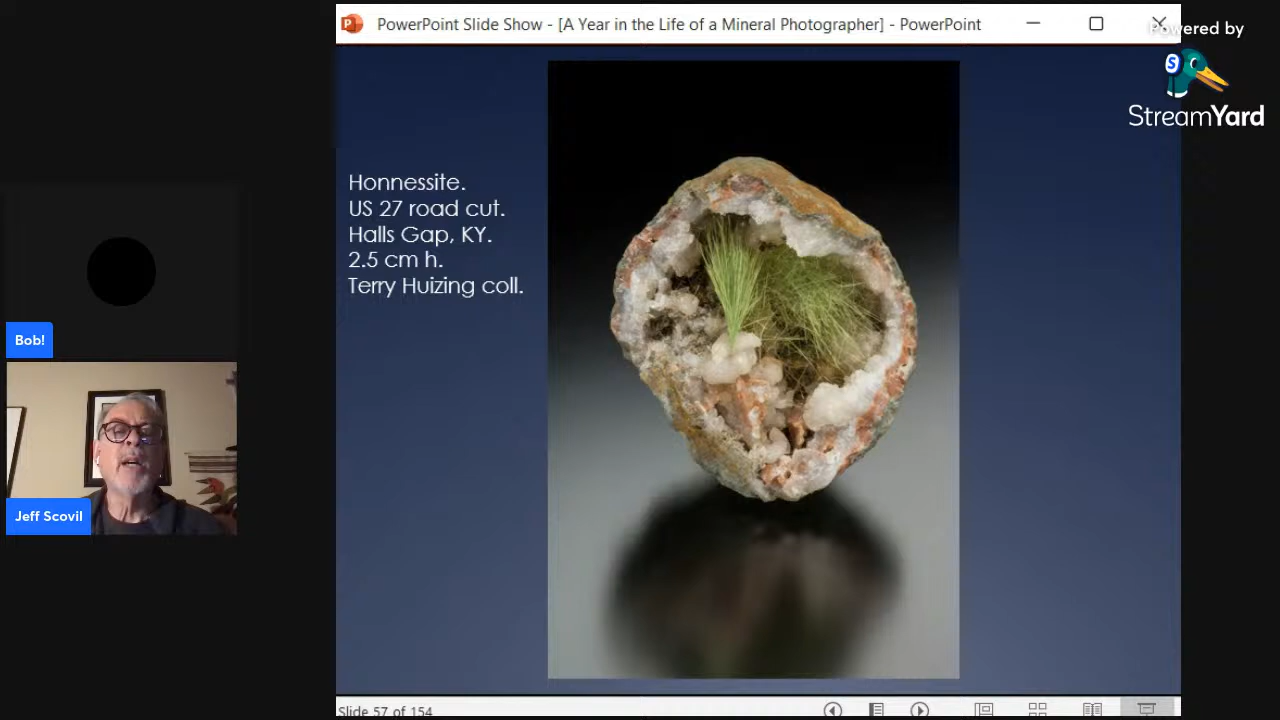 PowerPoint Slide Show - [A Year in the Life of a Mineral Photographer] - PowerPoint
Powered by
S
StreamYard
Honnessite.
US 27 road cut.
Halls Gap, KY.
2.5 cm h.
Terry Huizing coll.
Bob!
Jeff Scovil
Slide 57 of 154